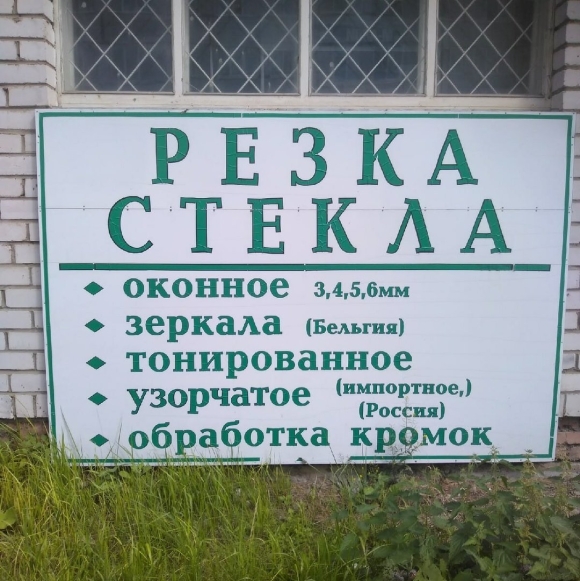 РЕЗКА
СТЕКЛА
оконное 3,4,5,6мм
зеркала (Бельгия)
тонированное
узорчатое (импортное,)
(Россия)
обработка кромок